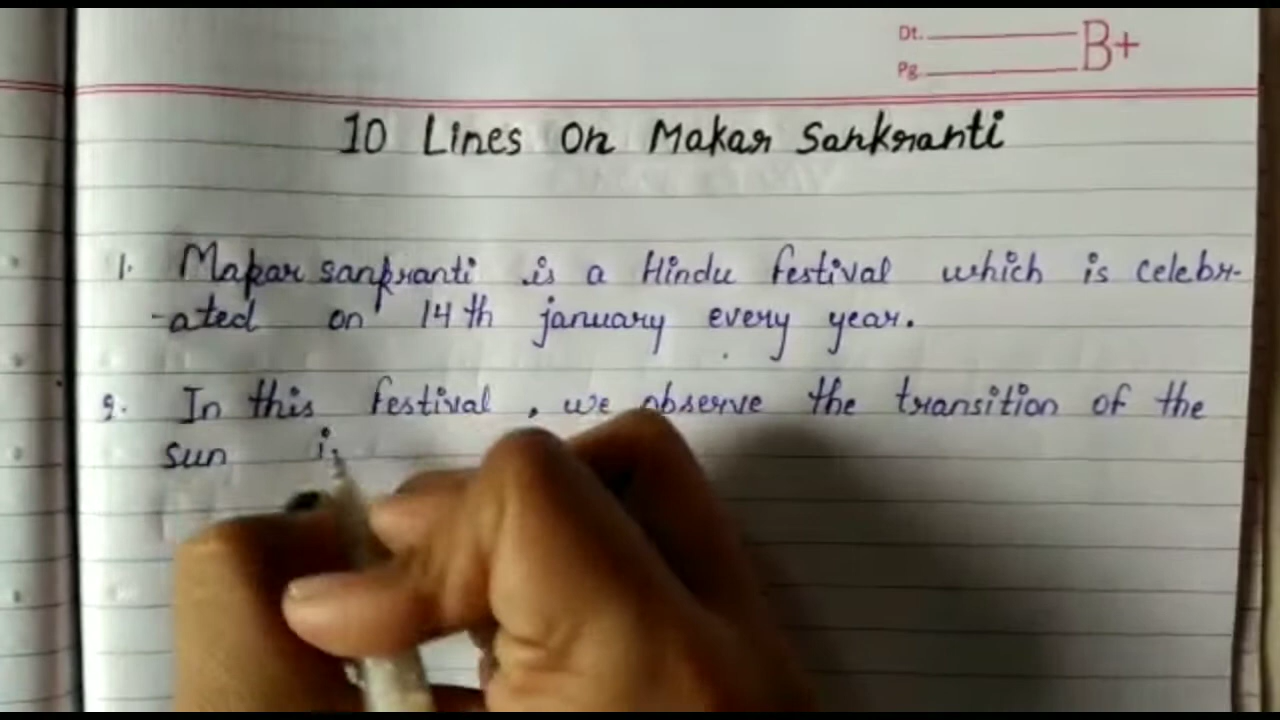 Dt.
Pg.
B+
10 Lines On Makar Sankranti
1. Makar sankranti is a Hindu festival which is celebr-
-ated on 14th january every year.
2. In this festival, we observe the transition of the
sun